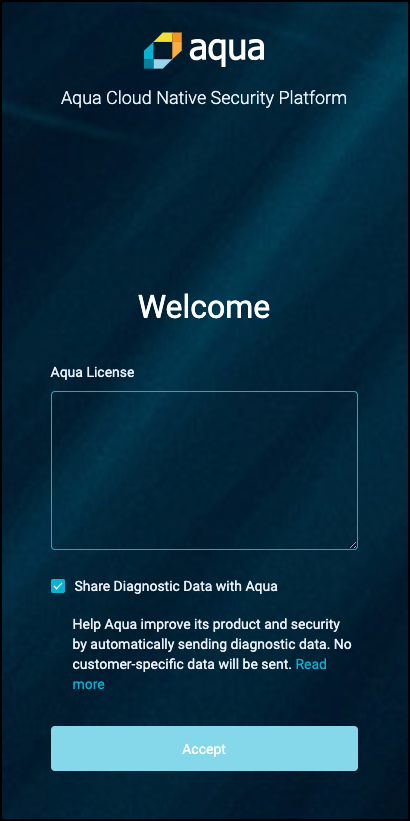 aqua
Aqua Cloud Native Security Platform
Welcome
Aqua License
Share Diagnostic Data with Aqua
Help Aqua improve its product and security
by automatically sending diagnostic data. No
customer-specific data will be sent. Read
more
Accept